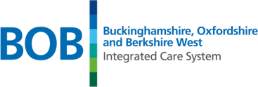 BOB
Buckinghamshire, Oxfordshire
and Berkshire West
Integrated Care System